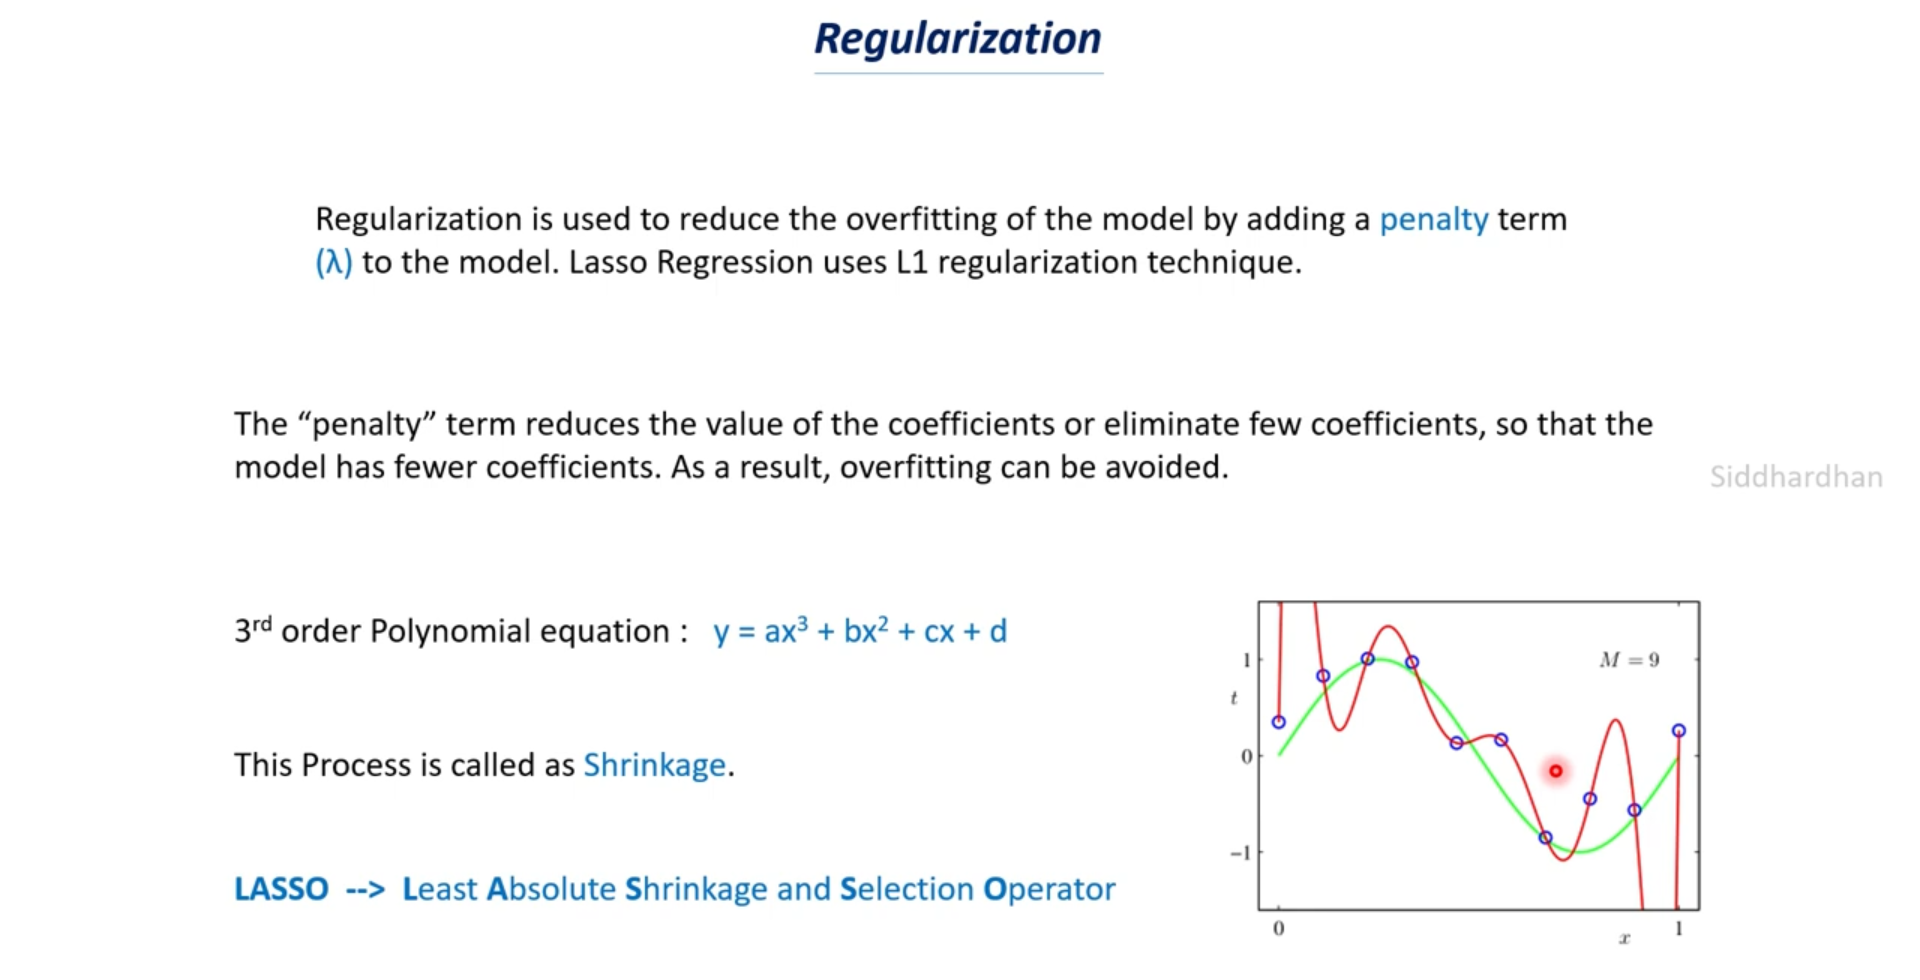 Regularization
Regularization is used to reduce the overfitting of the model by adding a penalty term
(λ) to the model. Lasso Regression uses L1 regularization technique.
The “penalty” term reduces the value of the coefficients or eliminate few coefficients, so that the
model has fewer coefficients. As a result, overfitting can be avoided.
Siddhardhan
3rd order Polynomial equation : y = ax³ + bx² + cx + d
This Process is called as Shrinkage.
LASSO --> Least Absolute Shrinkage and Selection Operator
M = 9
1
t
0
−1
0
x
1